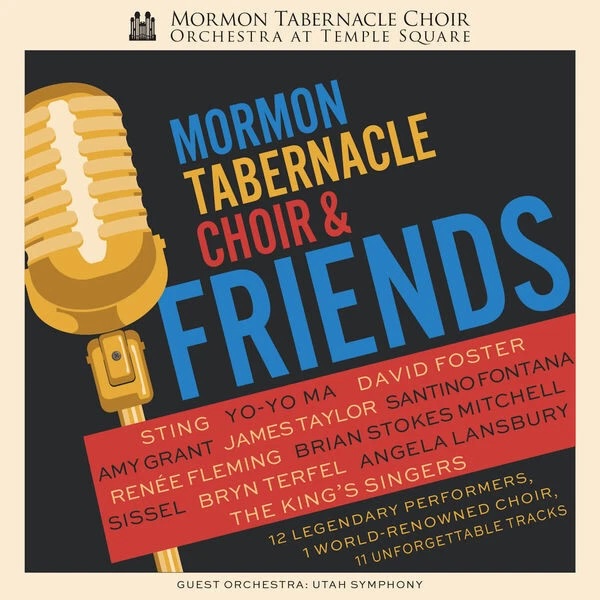 MORMON TABERNACLE CHOIR
ORCHESTRA AT TEMPLE SQUARE
MORMON
TABERNACLE
CHOIR &
FRIENDS
STING YO-YO MA DAVID FOSTER
AMY GRANT JAMES TAYLOR SANTINO FONTANA
RENÉE FLEMING BRIAN STOKES MITCHELL
SISSEL BRYN TERFEL ANGELA LANSBURY
THE KING'S SINGERS
12 LEGENDARY PERFORMERS,
1 WORLD-RENOWNED CHOIR,
11 UNFORGETTABLE TRACKS
GUEST ORCHESTRA: UTAH SYMPHONY